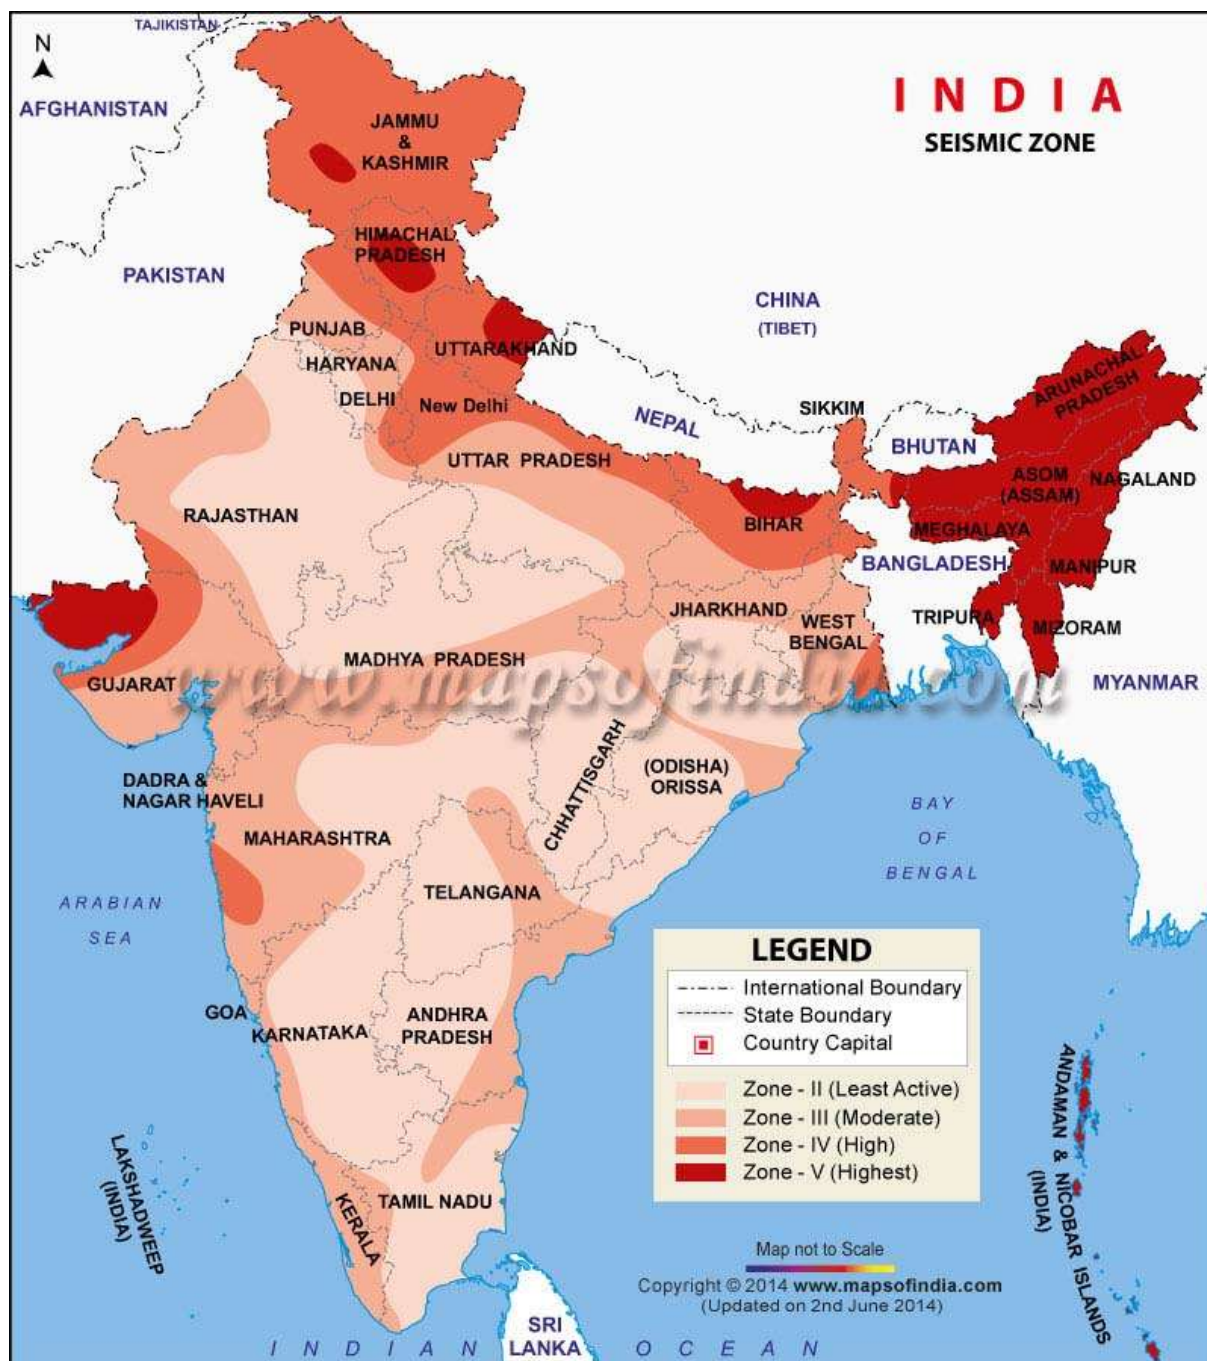 TAJIKISTAN
N
AFGHANISTAN
INDIA
SEISMIC ZONE
JAMMU
&
KASHMIR
HIMACHAL
PRADESH
PAKISTAN
CHINA
(TIBET)
PUNJAB
HARYANA
UTTARAKHAND
DELHI
New Delhi
NEPAL
SIKKIM
BHUTAN
ARUNACHAL
PRADESH
UTTAR PRADESH
ASOM
(ASSAM)
NAGALAND
RAJASTHAN
BIHAR
MEGHALAYA
BANGLADESH
MANIPUR
JHARKHAND
WEST
BENGAL
TRIPURA
MIZORAM
MADHYA PRADESH
GUJARAT
www.mapsofindia.com
MYANMAR
DADRA &
NAGAR HAVELI
CHHATTISGARH
(ODISHA)
ORISSA
MAHARASHTRA
BAY
OF
BENGAL
TELANGANA
ARABIAN
SEA
GOA
KARNATAKA
ANDHRA
PRADESH
LEGEND
International Boundary
State Boundary
Country Capital
Zone - II (Least Active)
Zone - III (Moderate)
Zone - IV (High)
Zone - V (Highest)
LAKSHADWEEP
(INDIA)
KERALA
TAMIL NADU
ANDAMAN & NICOBAR ISLANDS
(INDIA)
Map not to Scale
Copyright © 2014 www.mapsofindia.com
(Updated on 2nd June 2014)
SRI
LANKA
INDIAN OCEAN